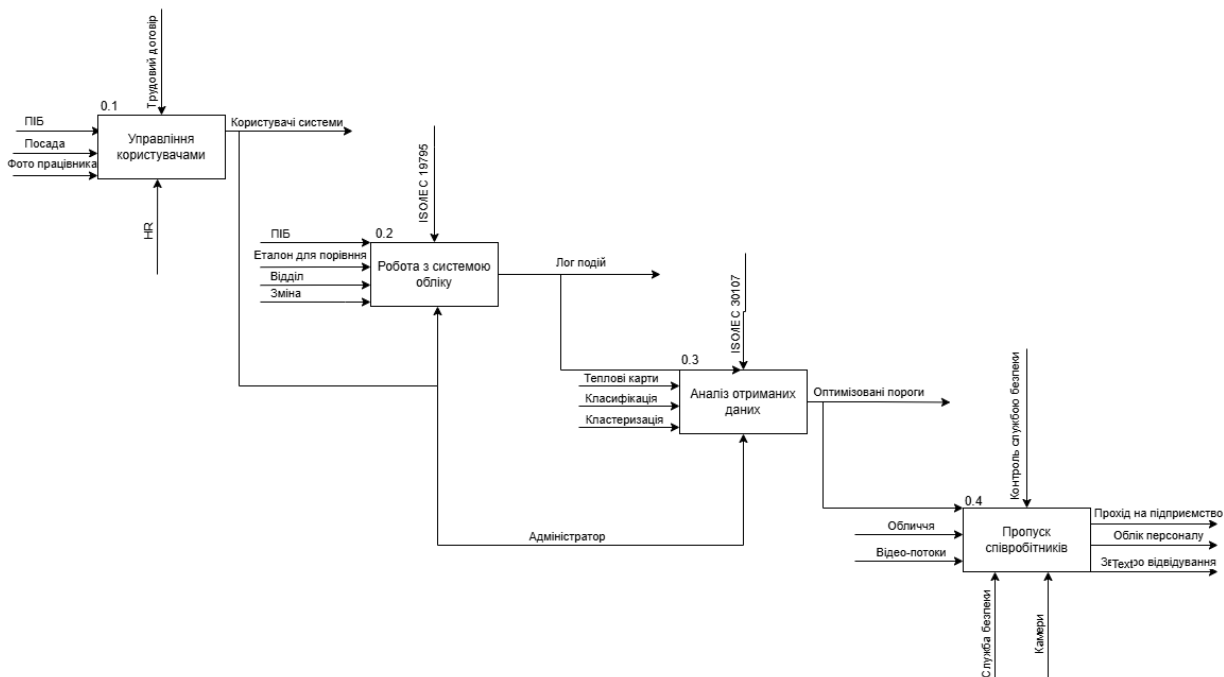 Трудовий договір
0.1
ПІБ
Посада
Фото працівника
Управління
користувачами
Користувачі системи
HR
ISO/IEC 19795
0.2
ПІБ
Еталон для порівння
Відділ
Зміна
Робота з системою
обліку
Лог подій
ISO/IEC 30107
0.3
Теплові карти
Класифікація
Кластеризація
Аналіз отриманих
даних
Оптимізовані пороги
Адміністратор
Контроль службою безпеки
0.4
Обличчя
Відео-потоки
Пропуск
співробітників
Прохід на підприємство
Облік персоналу
Text
відвідування
Служба безпеки
Камери